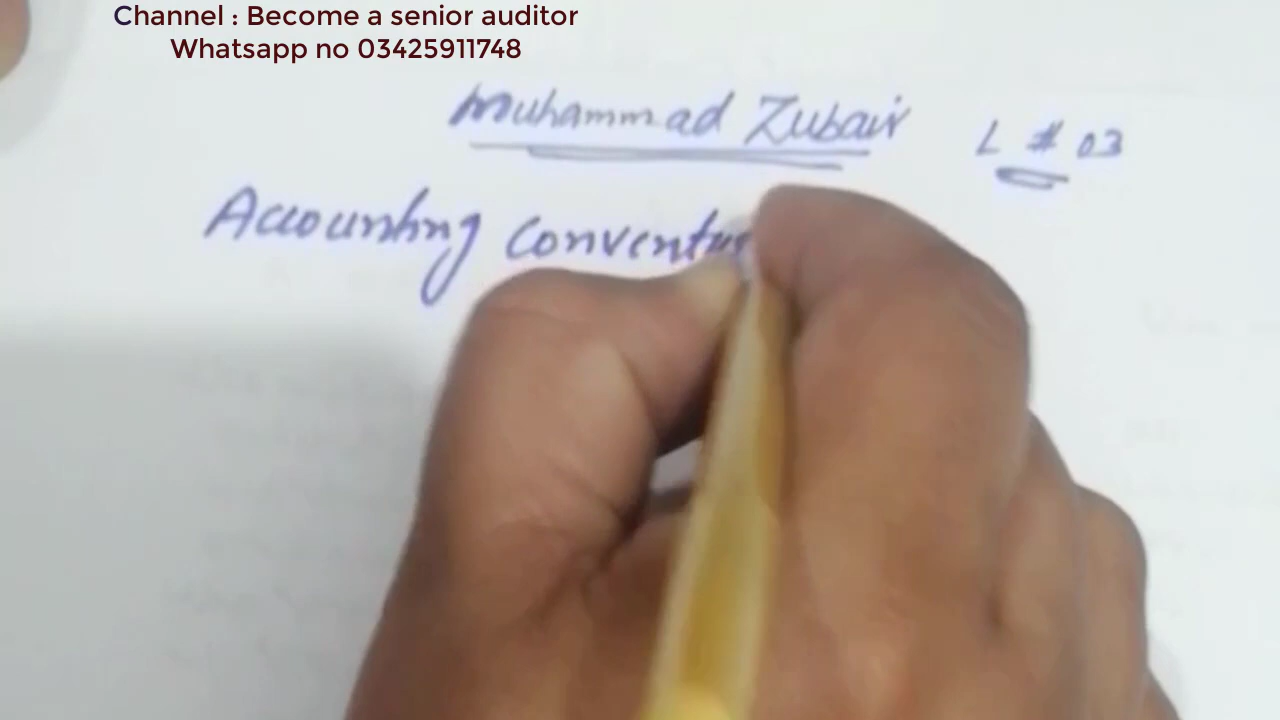 Channel : Become a senior auditor
Whatsapp no 03425911748
Muhammad Zubair L # 03
Accounting